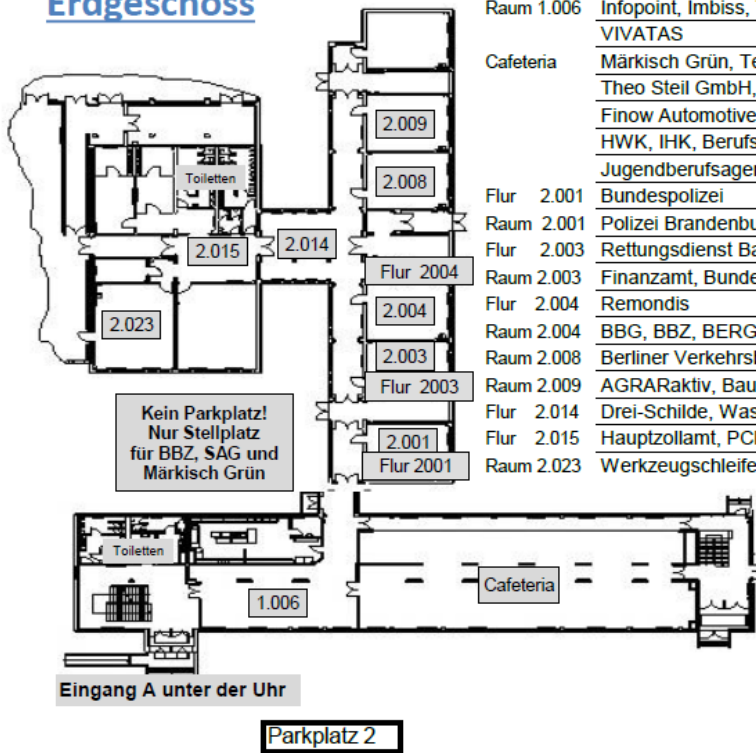 Erdgeschoss
Raum 1.006 Infopoint, Imbiss,
VIVATAS
Cafeteria Märkisch Grün,
Theo Steil GmbH,
Finow Automotive
HWK, IHK,
Flur 2.001 Bundespolizei
Raum 2.001 Polizei
Flur 2.003 Rettungsdienst
Raum 2.003 Finanzamt,
Flur 2.004 Remondis
Raum 2.004 BBG, BBZ,
Raum 2.008 Berliner
Raum 2.009 AGRARaktiv,
Flur 2.014 Drei-Schilde,
Flur 2.015 Hauptzollamt,
Raum 2.023
2.009
Toiletten
2.008
2.015
2.014
Flur 2004
2.004
2.023
2.003
Flur 2003
Kein Parkplatz!
Nur Stellplatz
für BBZ, SAG und
Märkisch Grün
2.001
Flur 2001
Toiletten
1.006
Cafeteria
Eingang A unter der Uhr
Parkplatz 2